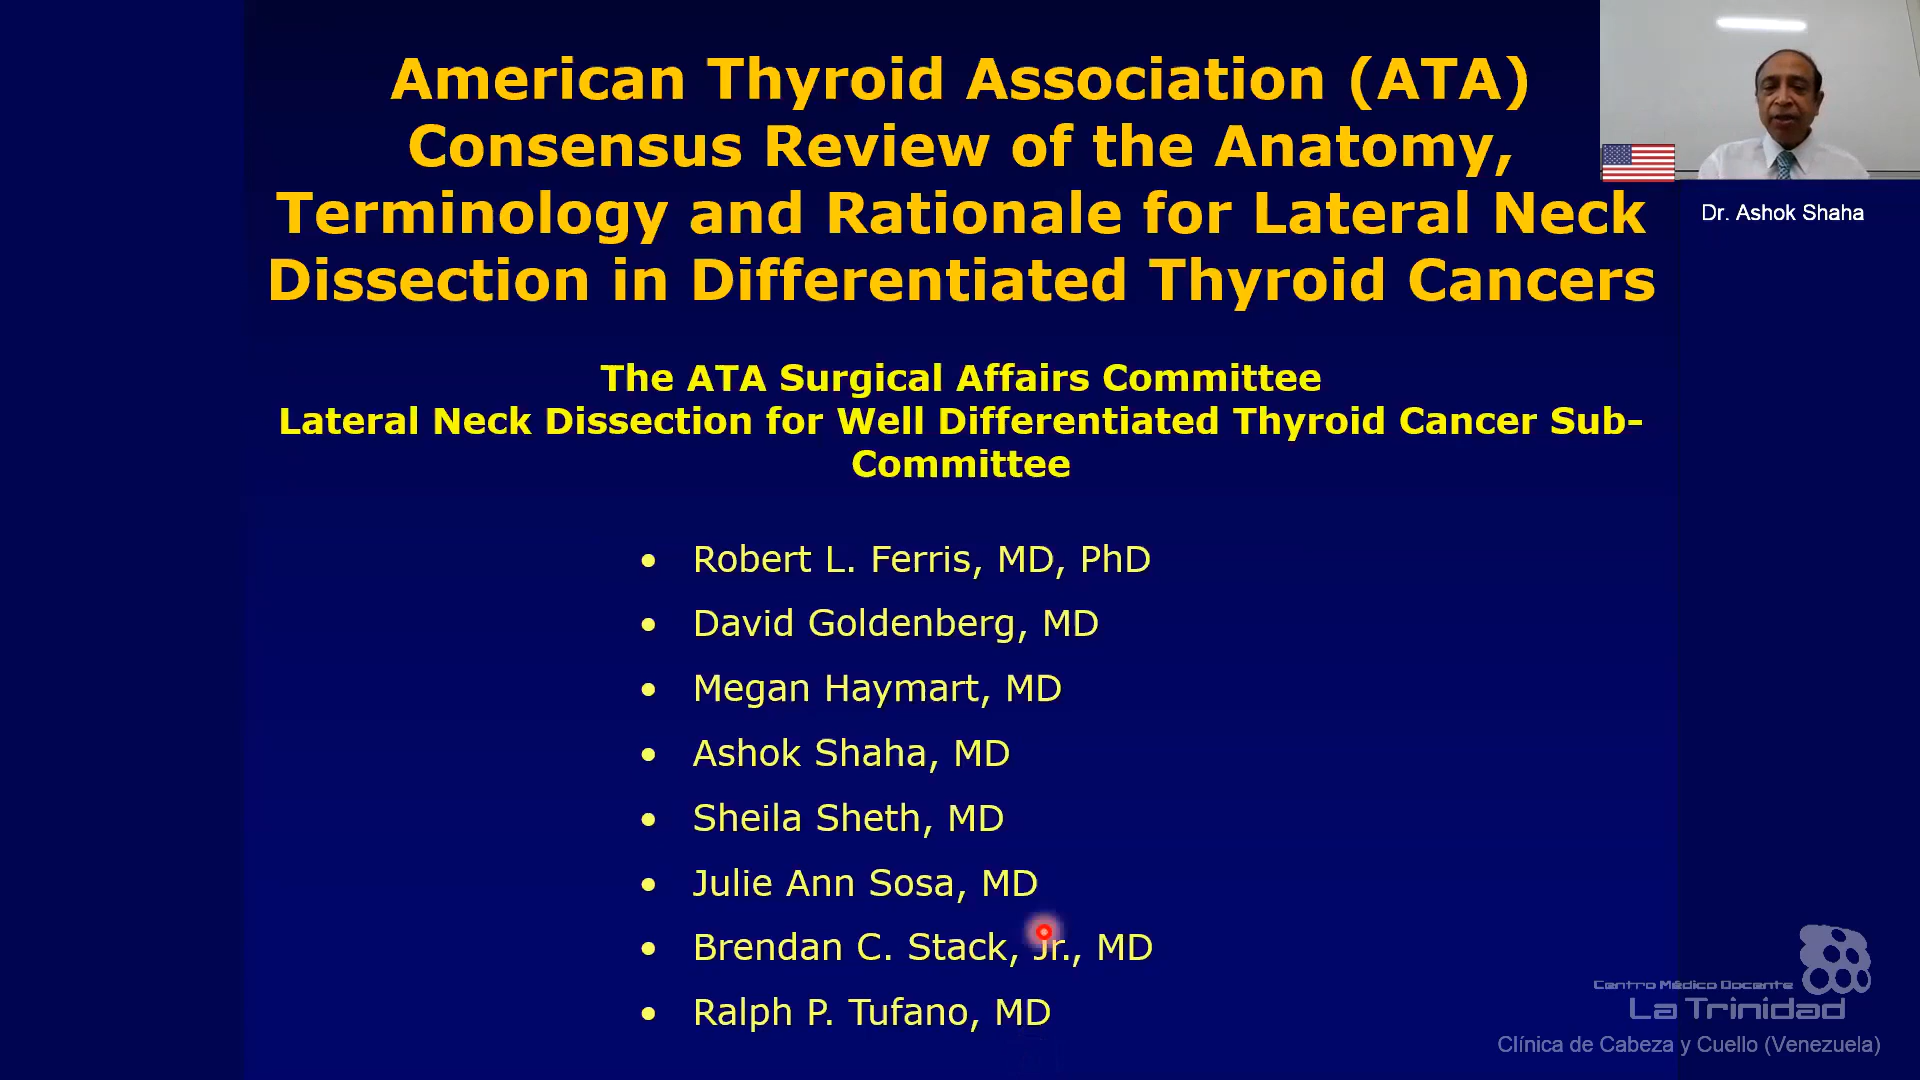 American Thyroid Association (ATA)
Consensus Review of the Anatomy,
Terminology and Rationale for Lateral Neck
Dissection in Differentiated Thyroid Cancers
Dr. Ashok Shaha
The ATA Surgical Affairs Committee
Lateral Neck Dissection for Well Differentiated Thyroid Cancer Sub-
Committee
• Robert L. Ferris, MD, PhD
• David Goldenberg, MD
• Megan Haymart, MD
• Ashok Shaha, MD
• Sheila Sheth, MD
• Julie Ann Sosa, MD
• Brendan C. Stack, Jr., MD
• Ralph P. Tufano, MD
Centro Médico Docente
La Trinidad
Clínica de Cabeza y Cuello (Venezuela)